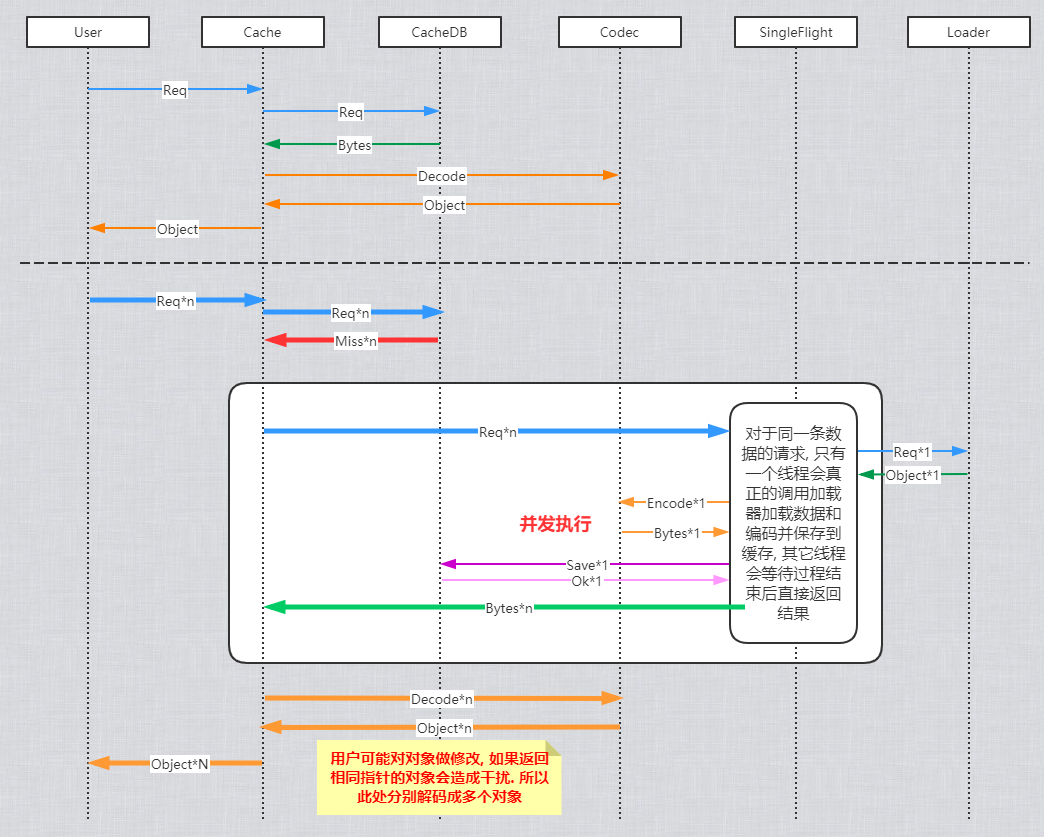 User
Cache
CacheDB
Codec
SingleFlight
Loader
Req
Req
Bytes
Decode
Object
Object
Req*n
Req*n
Miss*n
Req*n
对于同一条数
据的请求, 只有
一个线程会真
正的调用加载
器加载数据和
编码并保存到
缓存, 其它线程
会等待过程结
束后直接返回
结果
Req*1
Object*1
Encode*1
并发执行
Bytes*1
Save*1
Ok*1
Bytes*n
Decode*n
Object*n
Object*N
用户可能对对象做修改, 如果返回
相同指针的对象会造成干扰. 所以
此处分别解码成多个对象